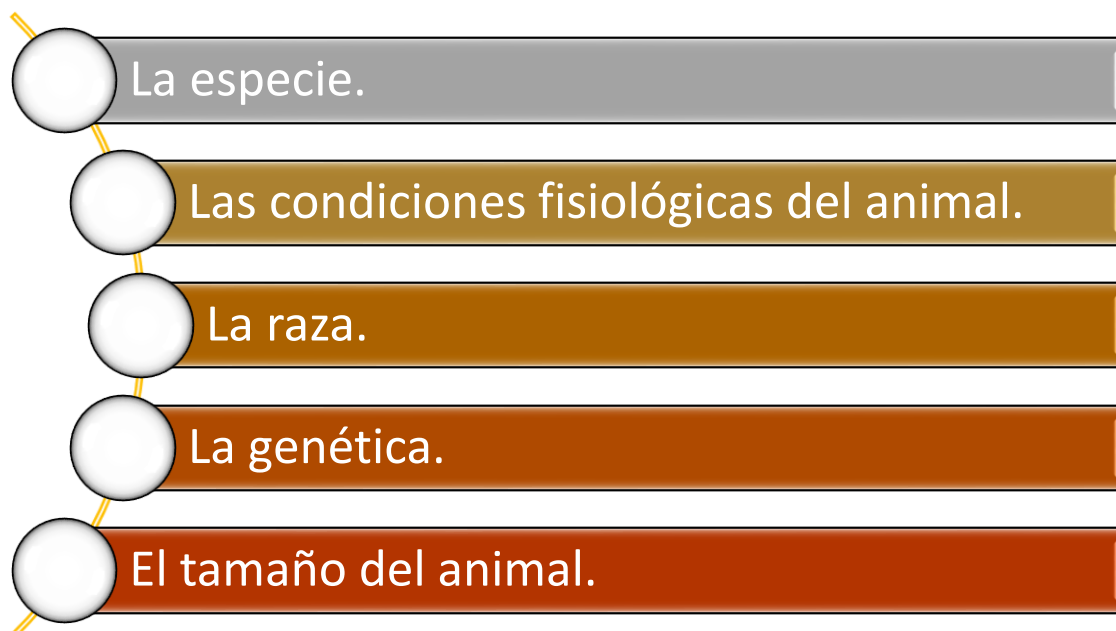 La especie.
Las condiciones fisiológicas del animal.
La raza.
La genética.
El tamaño del animal.